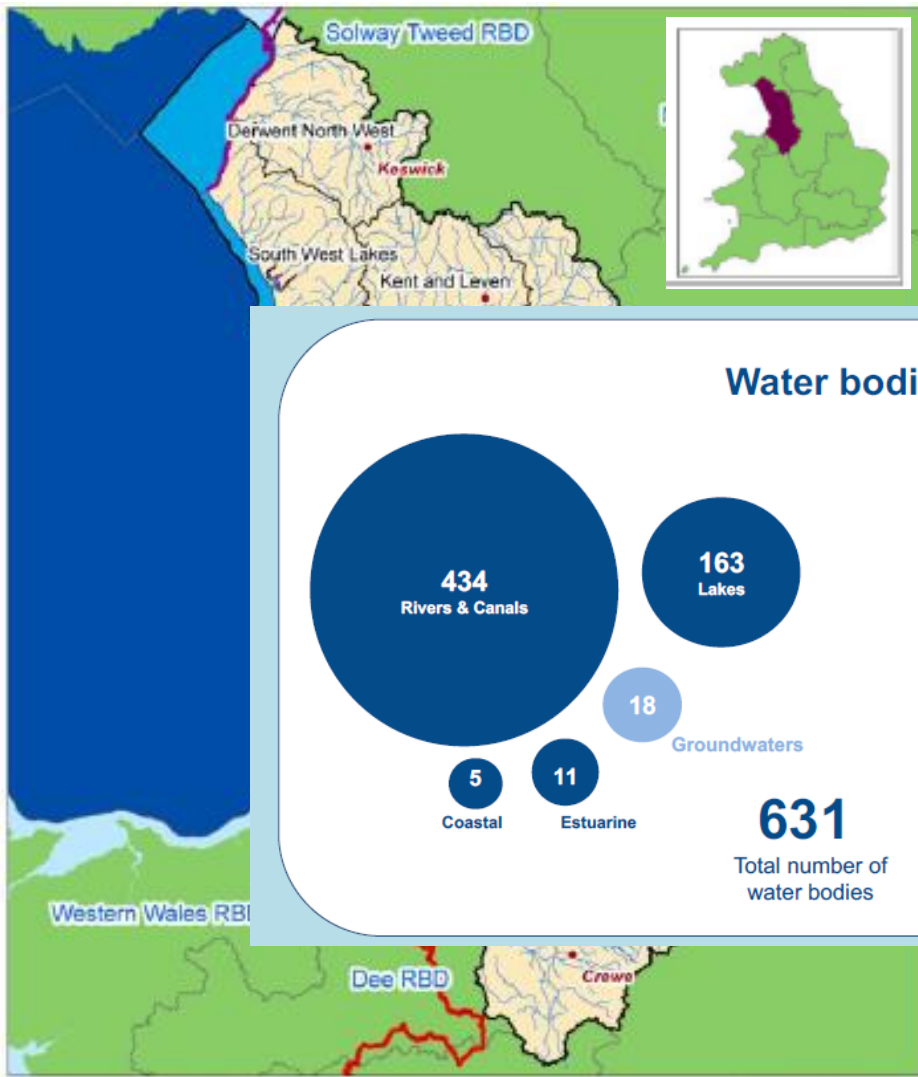 Solway Tweed RBD
Derwent North West
Keswick
South West Lakes
Kent and Leven
Water bodi
434
Rivers & Canals
163
Lakes
18
Groundwaters
5
Coastal
11
Estuarine
631
Total number of
water bodies
Western Wales RB
Dee RBD
Crewe